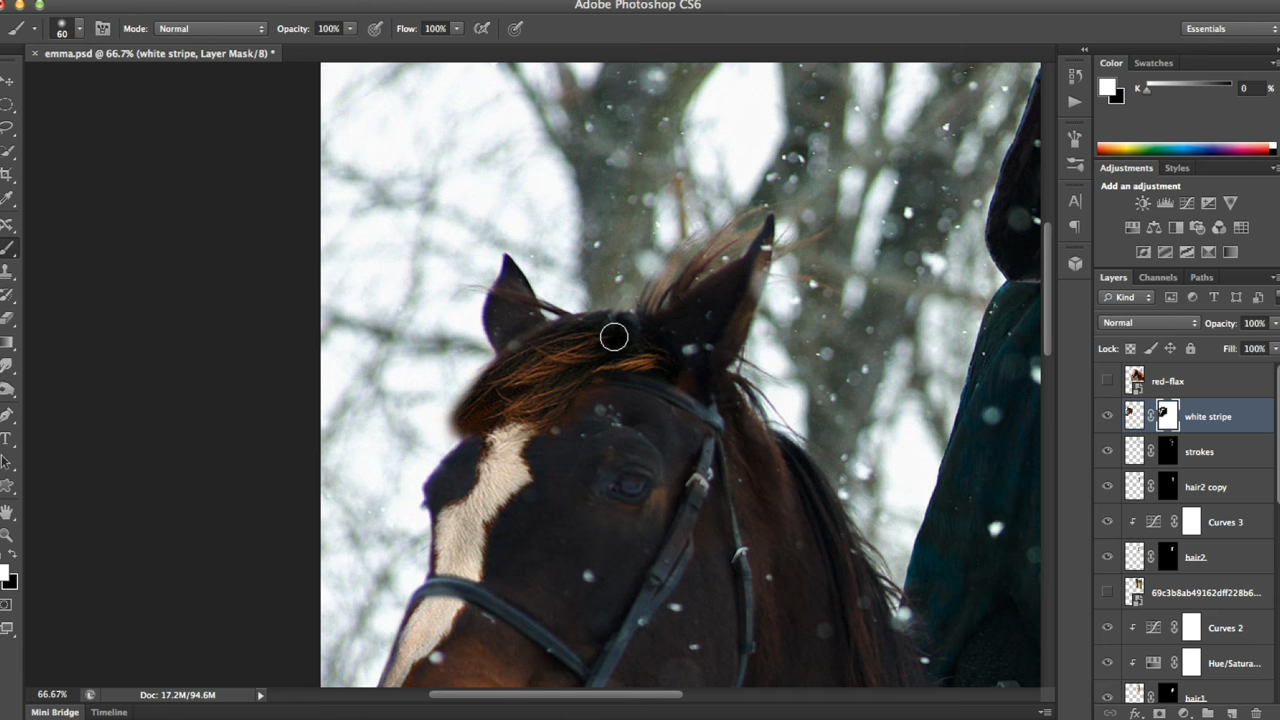 Adobe Photoshop CS6
60 Mode: Normal Opacity: 100% Flow: 100% Essentials
× emma.psd @ 66.7% (white stripe, Layer Mask/8) *
Color Swatches
K 0 %
Adjustments Styles
Add an adjustment
Layers Channels Paths
Kind
Normal Opacity: 100%
Lock: Fill: 100%
red-flax
white stripe
strokes
hair2 copy
Curves 3
hair2
69c3b8ab49162dff228b6...
Curves 2
Hue/Satura...
hair1
66.67% Doc: 17.2M/94.6M
Mini Bridge Timeline